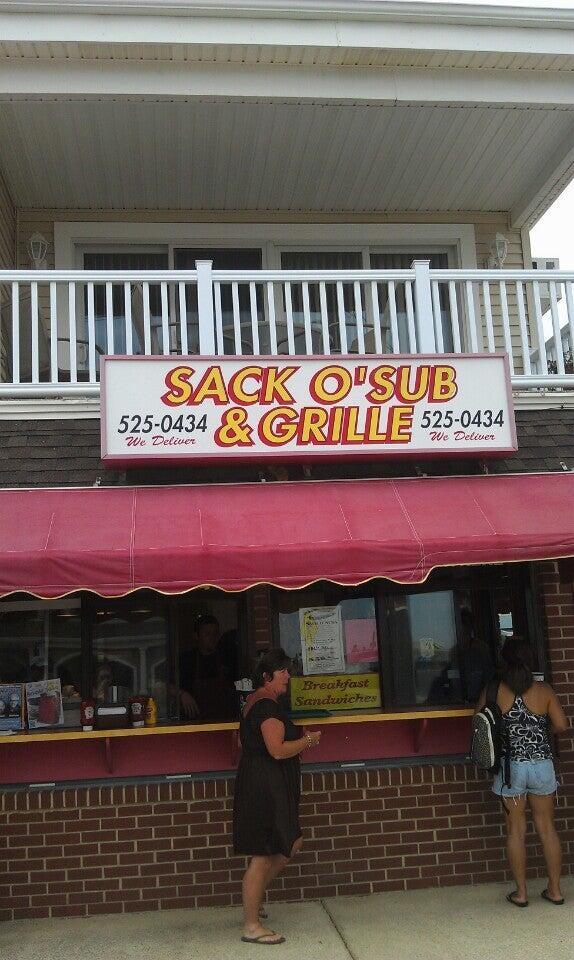 SACK O'SUB
& GRILLE
525-0434
We Deliver
525-0434
We Deliver
Breakfast
Sandwiches